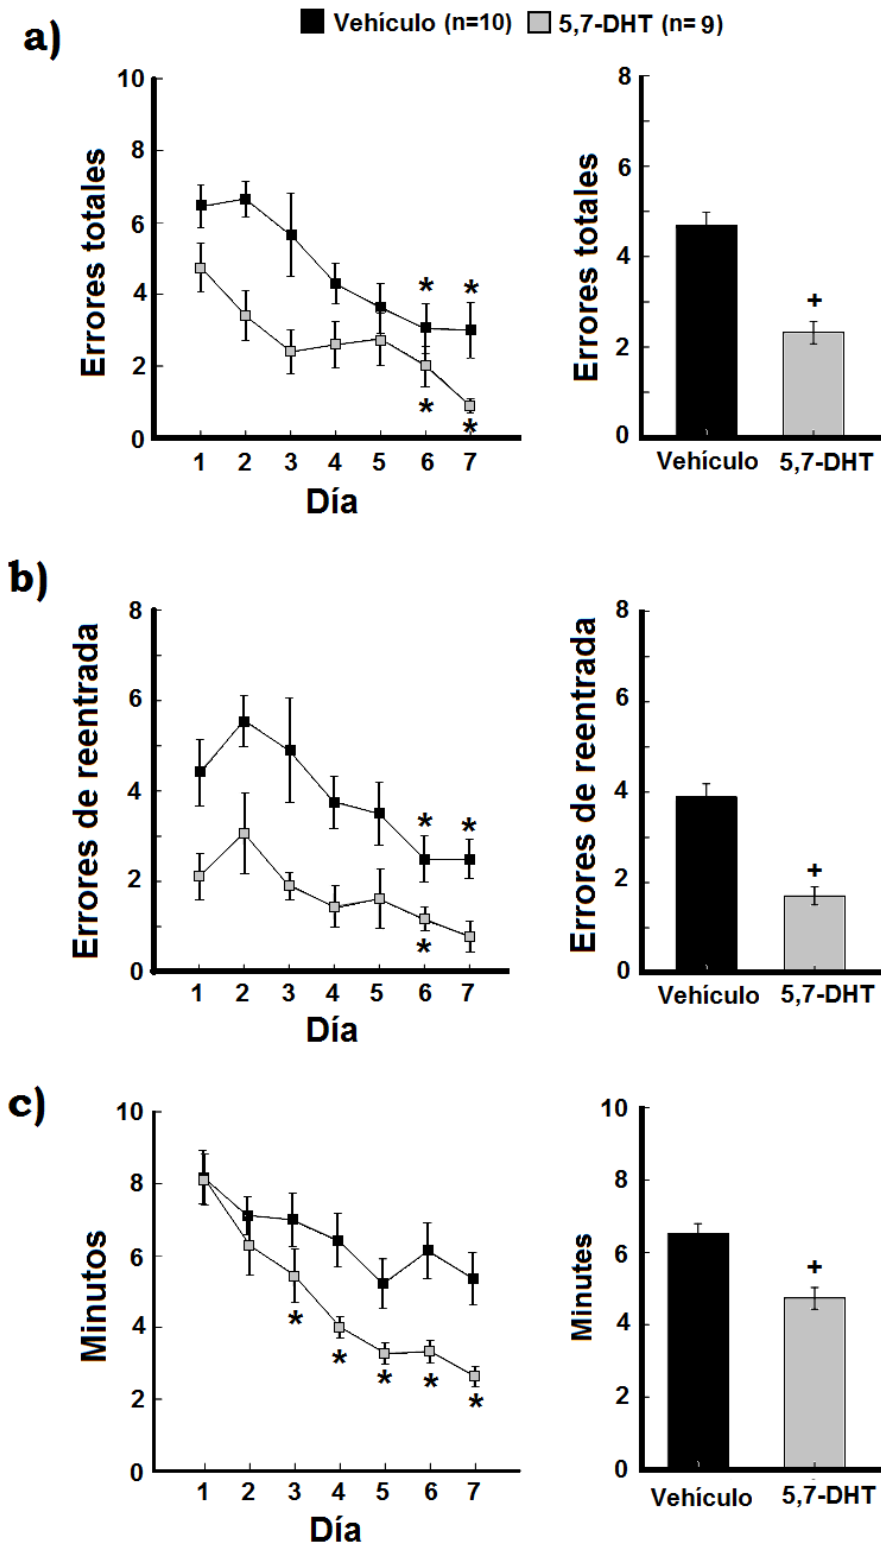 Vehículo (n=10) 5,7-DHT (n= 9)
a)
Errores totales
10
8
6
4
2
0
1 2 3 4 5 6 7
Día
* *
* *
Errores totales
8
6
4
2
0
+
Vehículo 5,7-DHT
b)
Errores de reentrada
8
6
4
2
0
1 2 3 4 5 6 7
Día
* *
*
Errores de reentrada
8
6
4
2
0
+
Vehículo 5,7-DHT
c)
Minutos
10
8
6
4
2
0
1 2 3 4 5 6 7
Día
* * * * *
Minutes
10
8
6
4
2
0
+
Vehículo 5,7-DHT